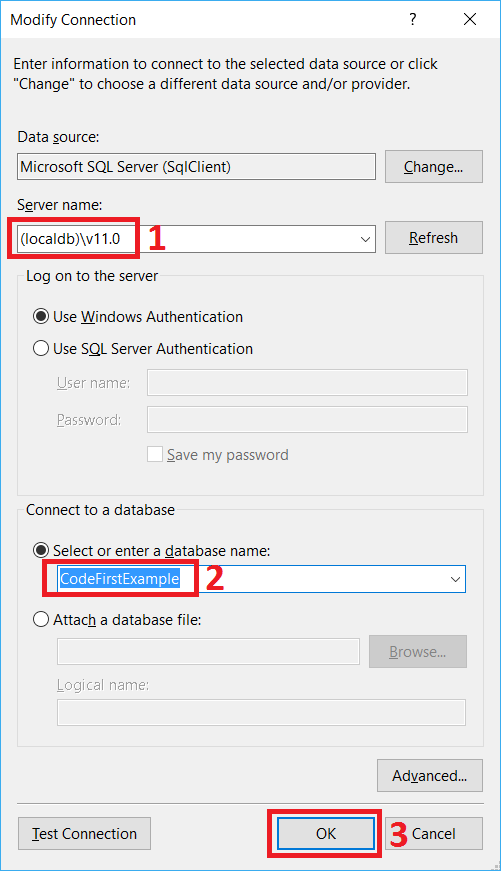 Modify Connection ?
Enter information to connect to the selected data source or click
"Change" to choose a different data source and/or provider.
Data source:
Microsoft SQL Server (SqlClient) Change...
Server name:
(localdb)\v11.0 1 Refresh
Log on to the server
Use Windows Authentication
Use SQL Server Authentication
User name:
Password:
Save my password
Connect to a database
Select or enter a database name:
CodeFirstExample 2
Attach a database file:
Browse...
Logical name:
Advanced...
Test Connection OK 3 Cancel